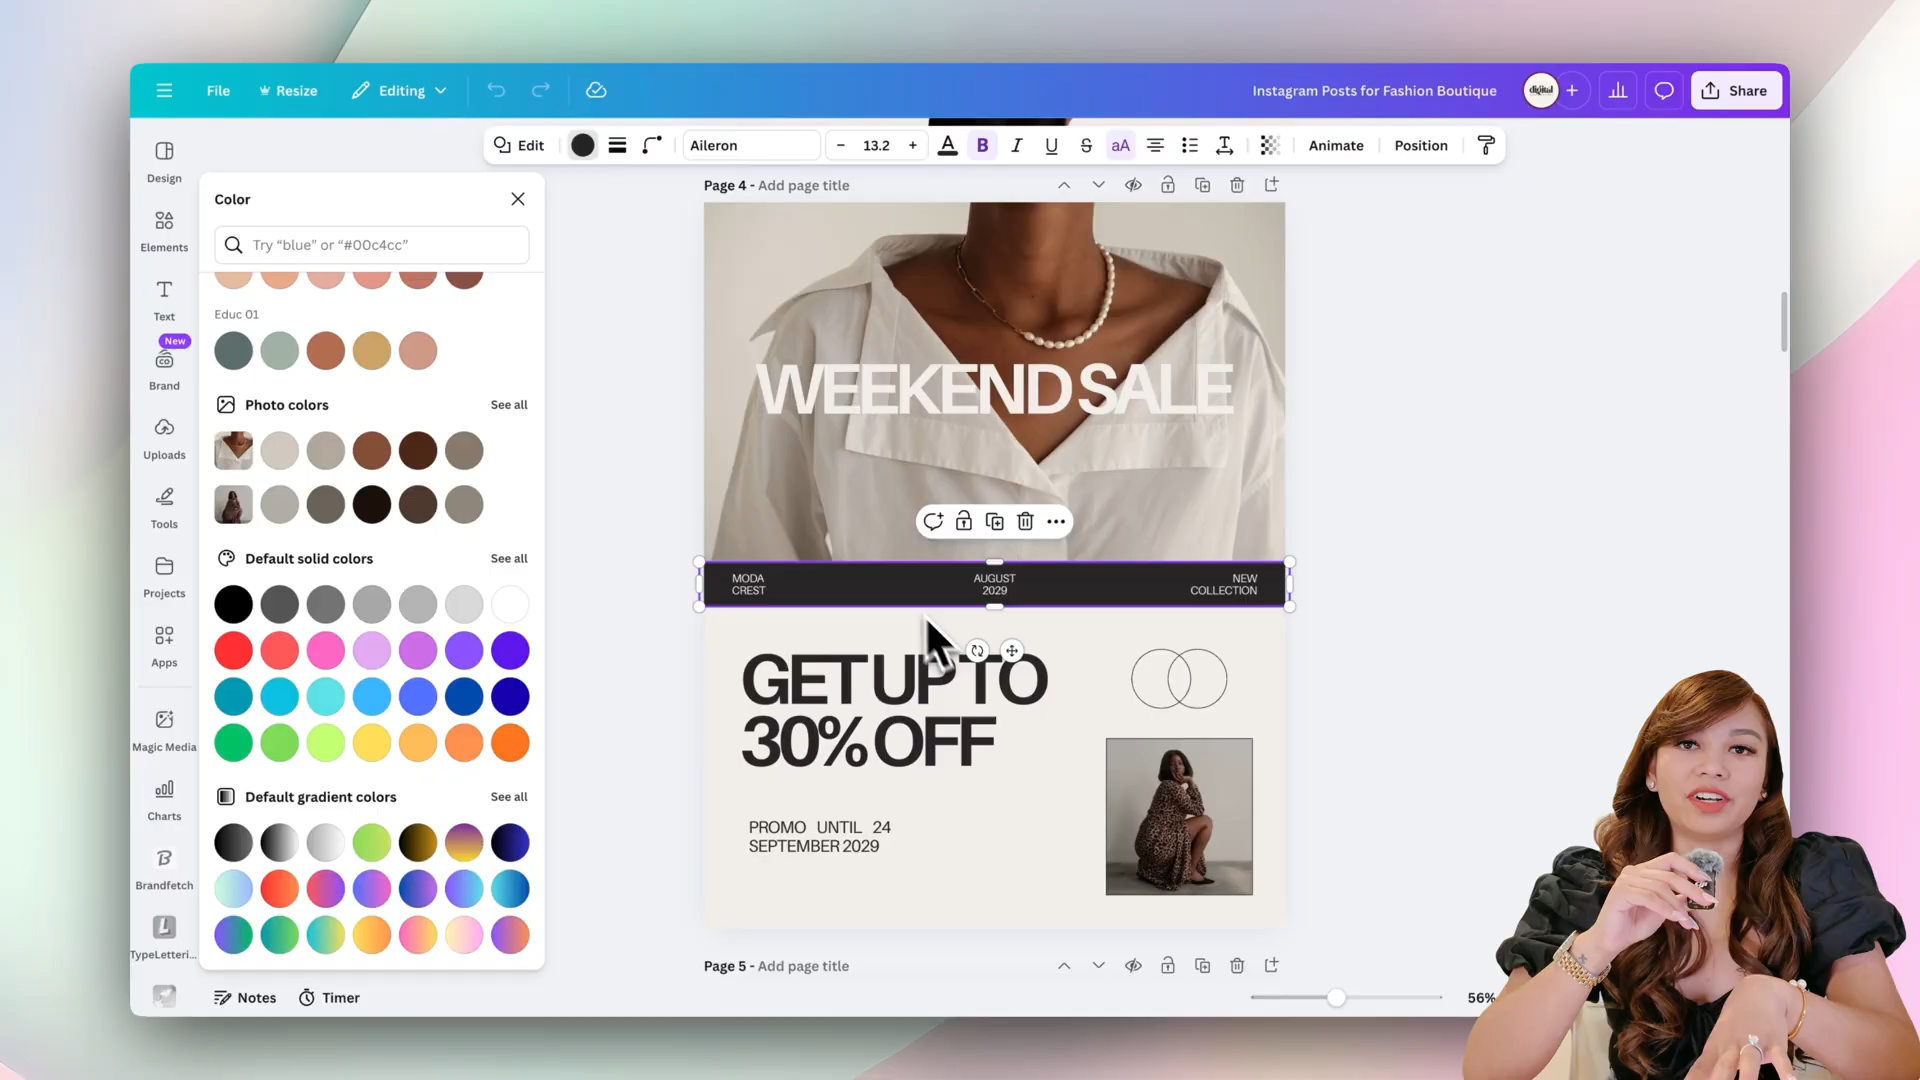 File
Resize
Editing
Instagram Posts for Fashion Boutique
digital
Share
Edit
Aileron
– 13.2 +
A
B
I
U
S
aA
T
Animate
Position
Design
Elements
Text
New
Brand
Uploads
Tools
Projects
Apps
Magic Media
Charts
Brandfetch
TypeLetteri...
Color
Try “blue” or “#00c4cc”
Educ 01
Photo colors
See all
Default solid colors
See all
Default gradient colors
See all
Notes
Timer
Page 4 - Add page title
WEEKEND SALE
MODA
CREST
AUGUST
2029
NEW
COLLECTION
GET UP TO
30% OFF
PROMO UNTIL 24
SEPTEMBER 2029
Page 5 - Add page title
56%